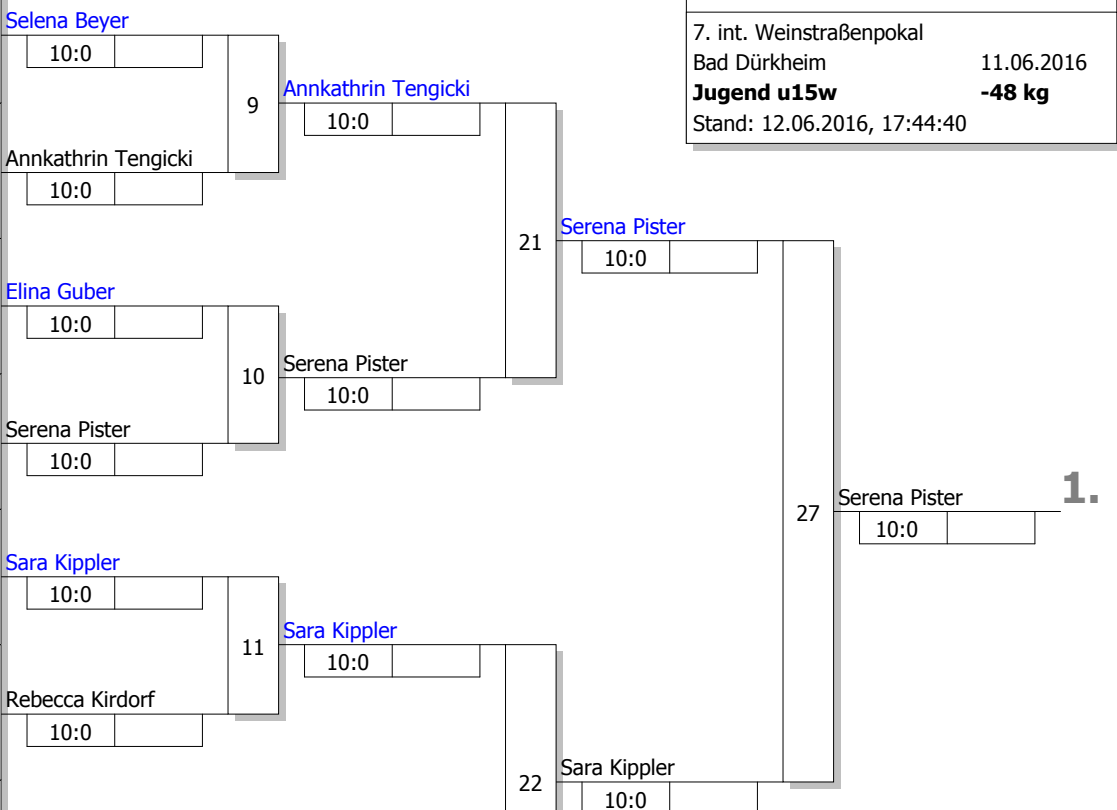 7. int. Weinstraßenpokal
Bad Dürkheim 11.06.2016
Jugend u15w -48 kg
Stand: 12.06.2016, 17:44:40
Selena Beyer
10:0
9
Annkathrin Tengicki
10:0
Annkathrin Tengicki
10:0
21
Serena Pister
10:0
Elina Guber
10:0
10
Serena Pister
10:0
Serena Pister
10:0
27
Serena Pister
10:0
1.
Sara Kippler
10:0
11
Sara Kippler
10:0
Rebecca Kirdorf
10:0
22
Sara Kippler
10:0